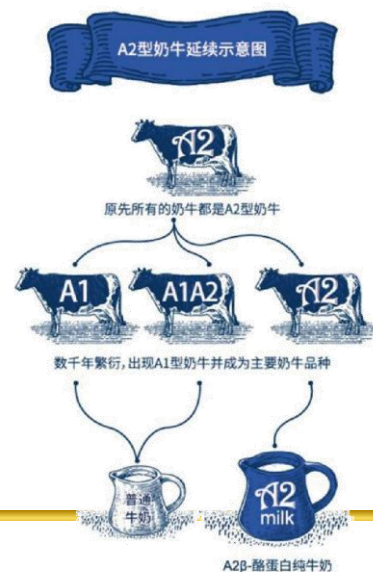 A2型奶牛延续示意图
A2
原先所有的奶牛都是A2型奶牛
A1
A1A2
A2
数千年繁衍，出现A1型奶牛并成为主要奶牛品种
普通
牛奶
A2
milk
A2β-酪蛋白纯牛奶